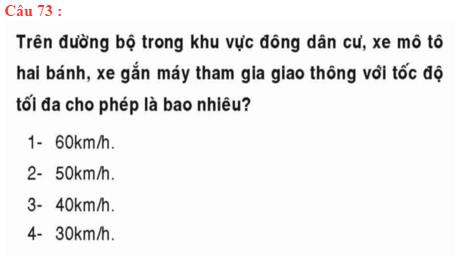 Câu 73 :
Trên đường bộ trong khu vực đông dân cư, xe mô tô
hai bánh, xe gắn máy tham gia giao thông với tốc độ
tối đa cho phép là bao nhiêu?
1- 60km/h.
2- 50km/h.
3- 40km/h.
4- 30km/h.